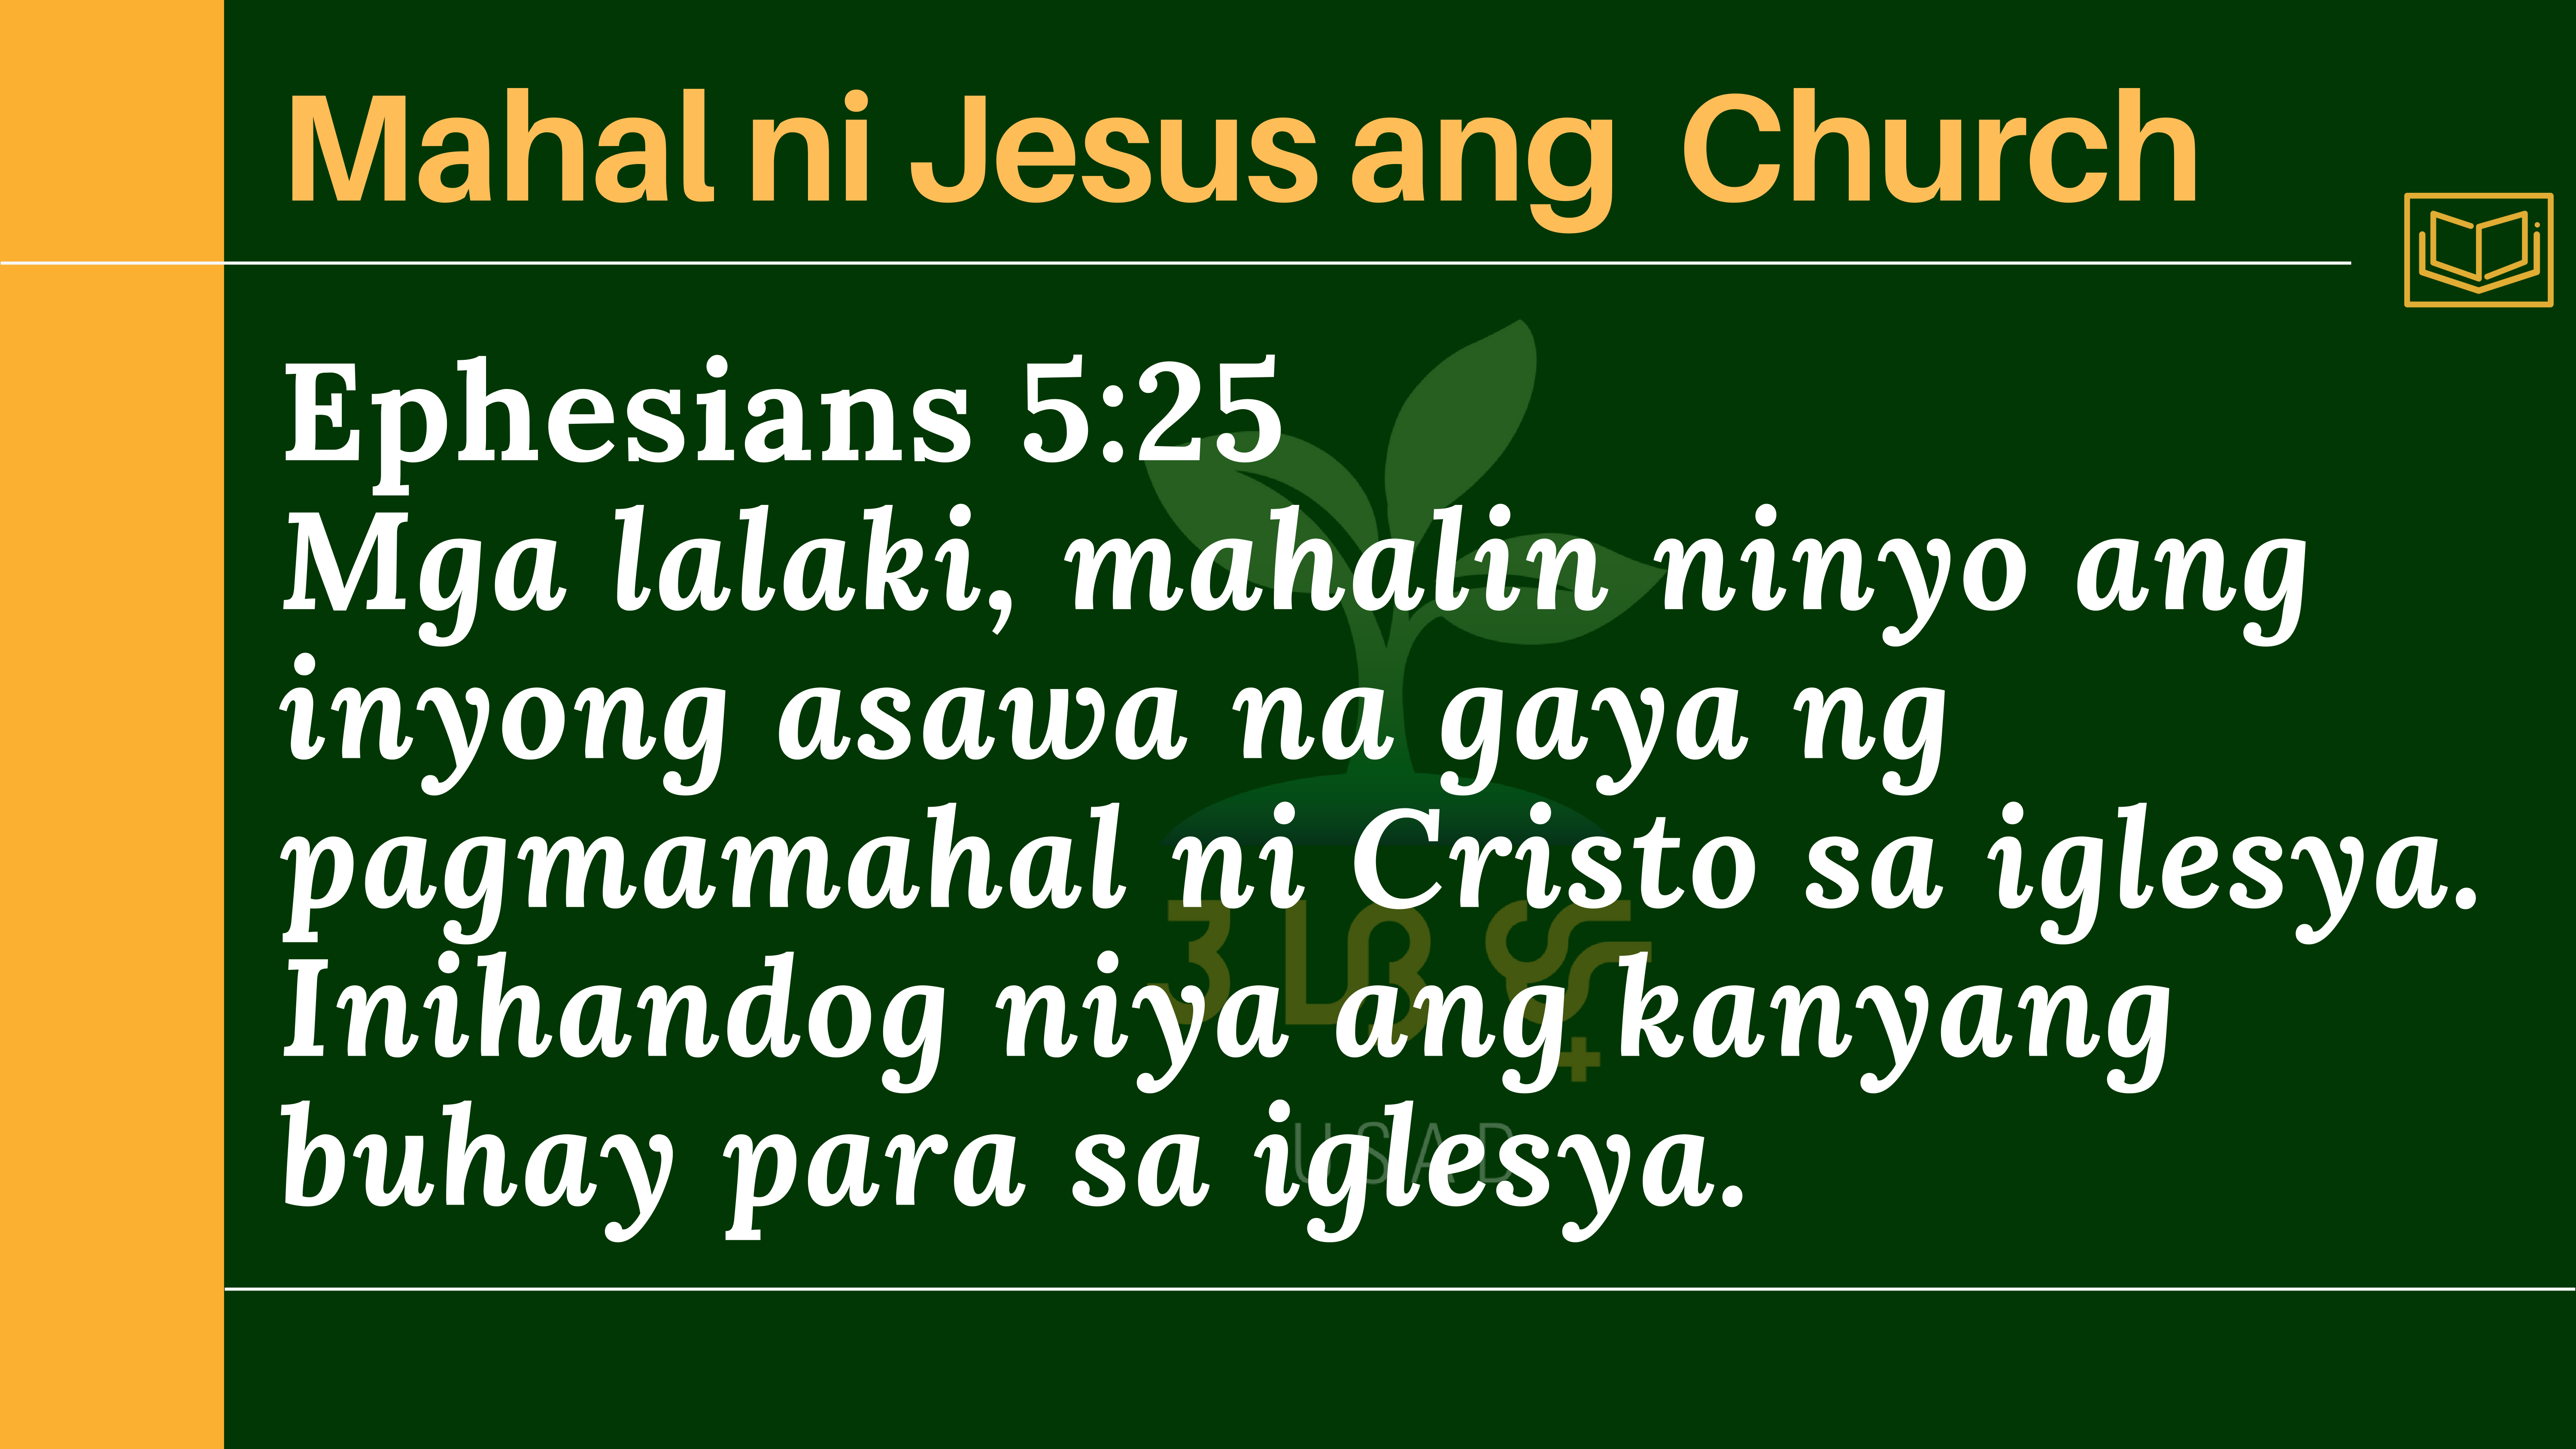 Mahal ni Jesus ang Church
Ephesians 5:25
Mga lalaki, mahalin ninyo ang
inyong asawa na gaya ng
pagmamahal ni Cristo sa iglesya.
Inihandog niya ang kanyang
buhay para sa iglesya.
USAD